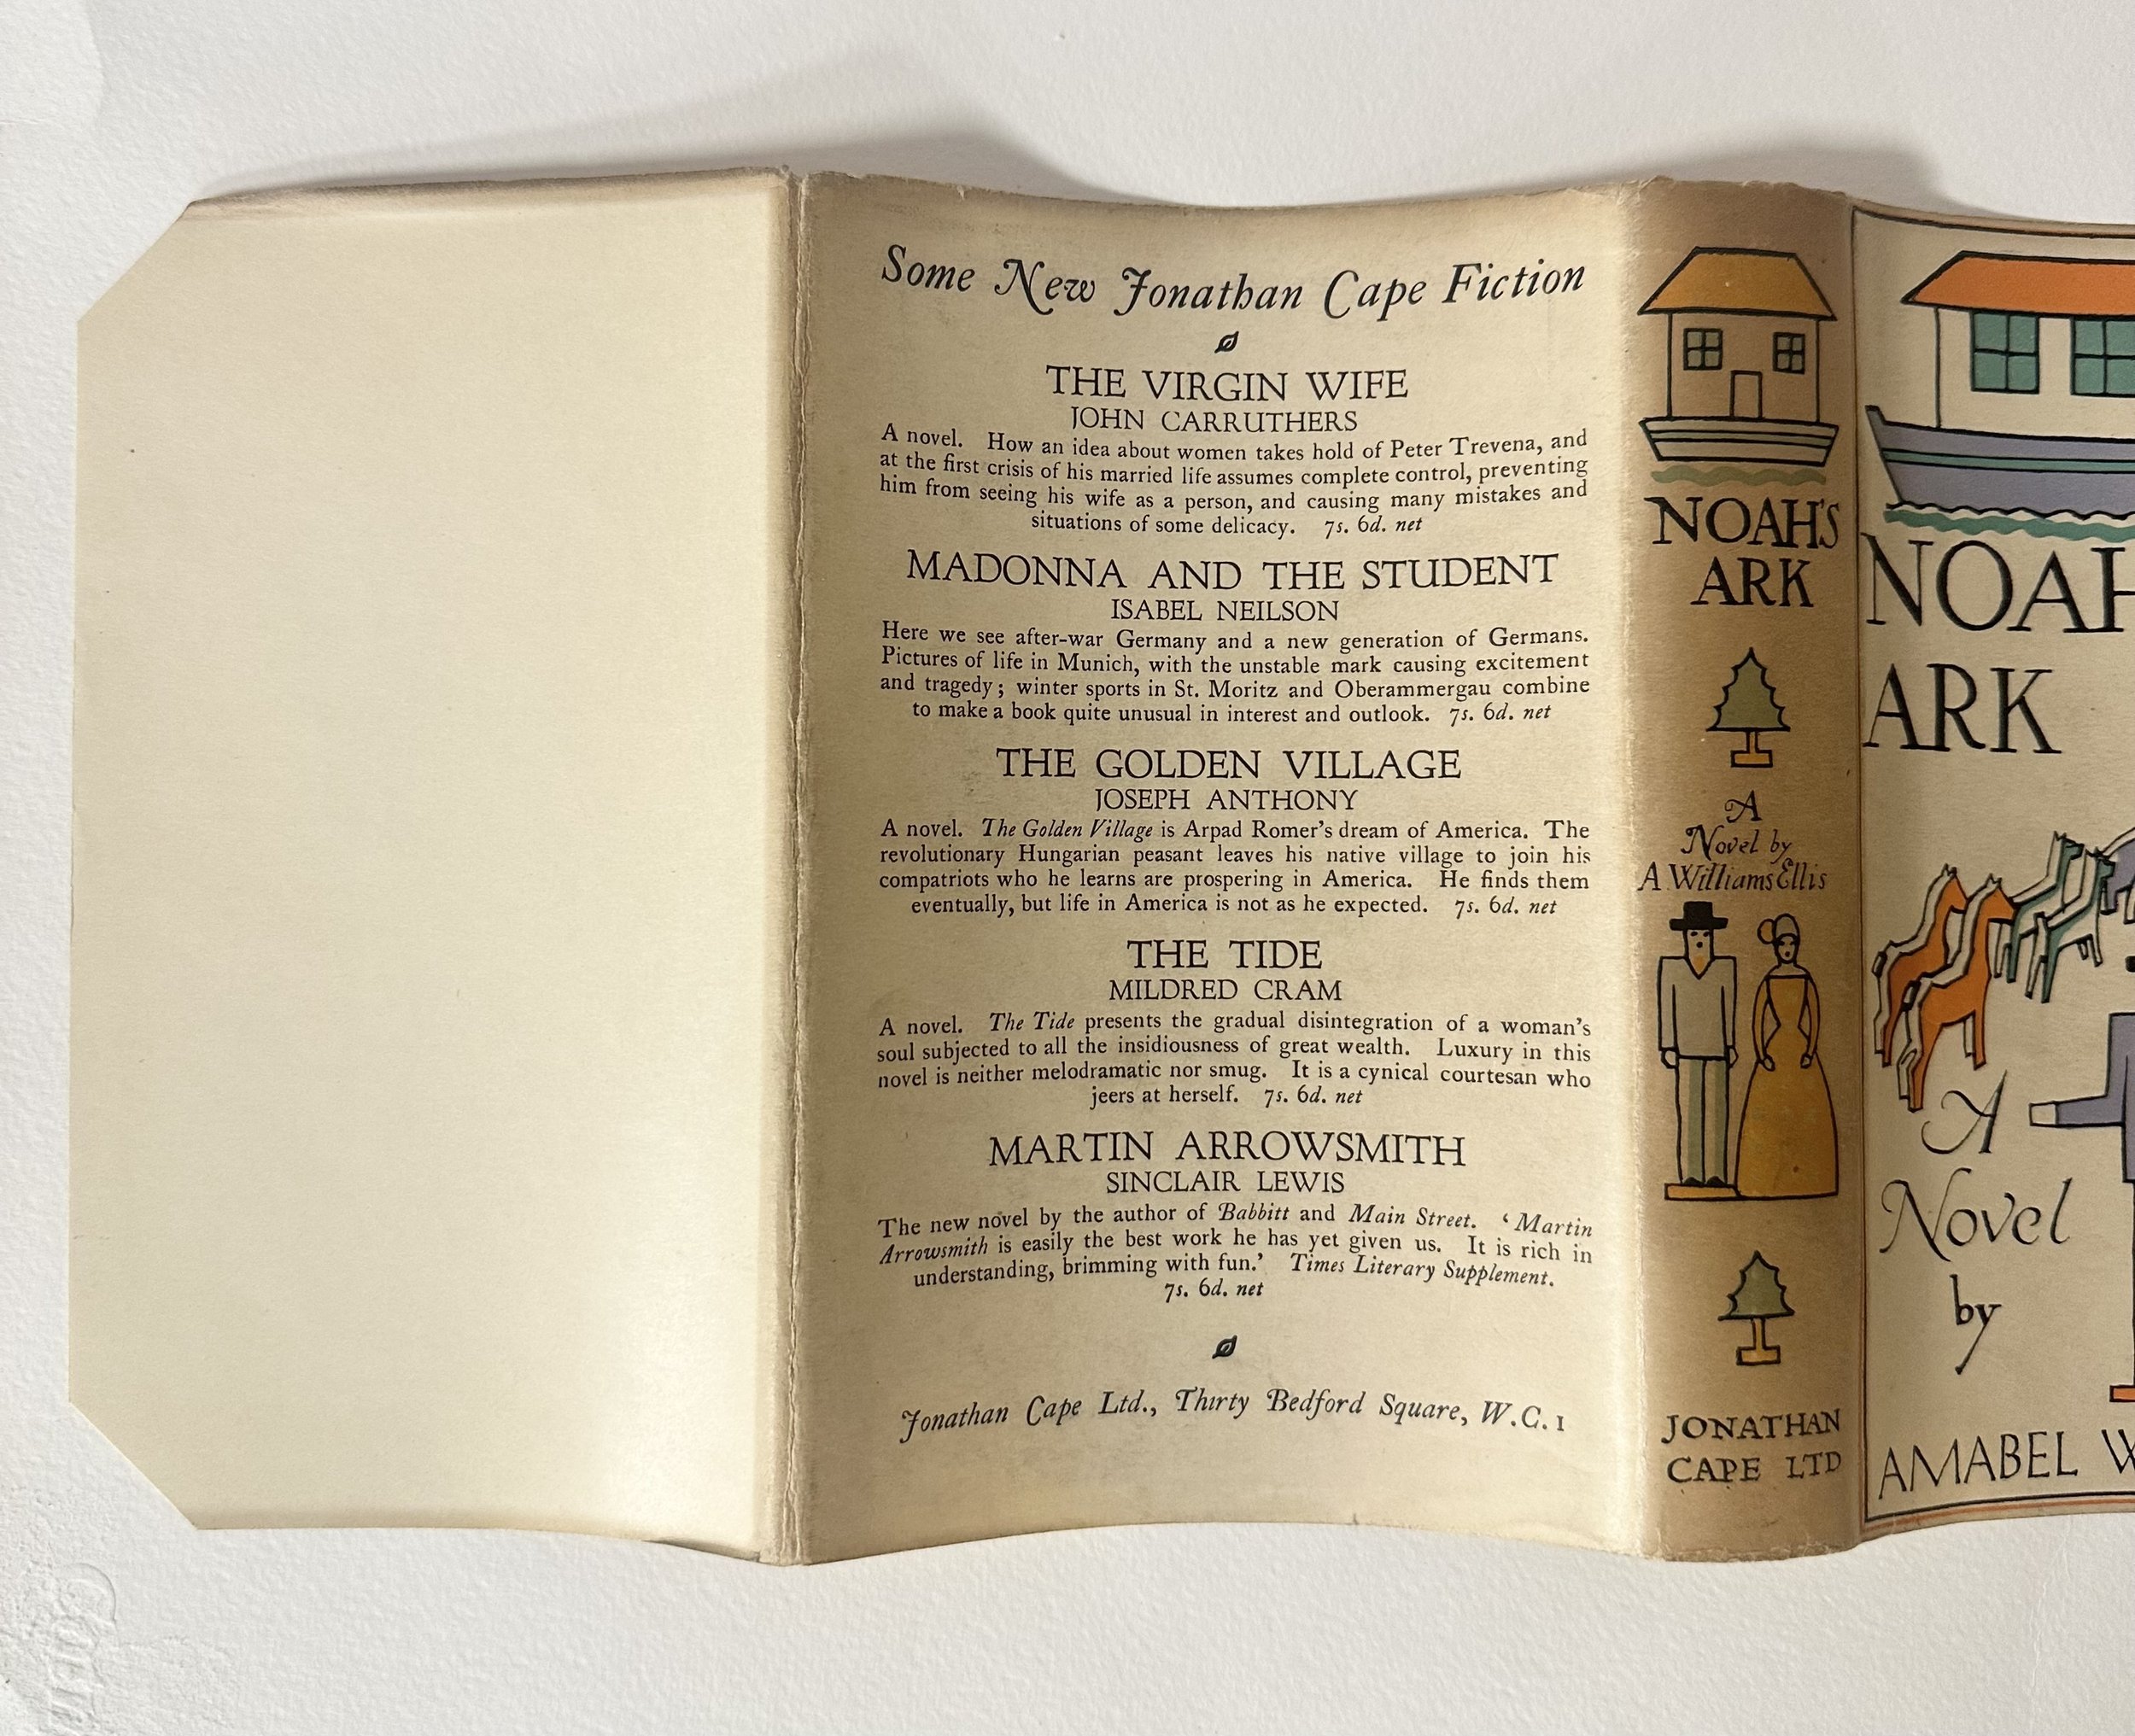 Some New Jonathan Cape Fiction
THE VIRGIN WIFE
JOHN CARRUTHERS
A novel. How an idea about women takes hold of Peter Trevena, and
at the first crisis of his married life assumes complete control, preventing
him from seeing his wife as a person, and causing many mistakes and
situations of some delicacy. 7s. 6d. net
MADONNA AND THE STUDENT
ISABEL NEILSON
Here we see after-war Germany and a new generation of Germans.
Pictures of life in Munich, with the unstable mark causing excitement
and tragedy; winter sports in St. Moritz and Oberammergau combine
to make a book quite unusual in interest and outlook. 7s. 6d. net
THE GOLDEN VILLAGE
JOSEPH ANTHONY
A novel. The Golden Village is Arpad Romer's dream of America. The
revolutionary Hungarian peasant leaves his native village to join his
compatriots who he learns are prospering in America. He finds them
eventually, but life in America is not as he expected. 7s. 6d. net
THE TIDE
MILDRED CRAM
A novel. The Tide presents the gradual disintegration of a woman's
soul subjected to all the insidiousness of great wealth. Luxury in this
novel is neither melodramatic nor smug. It is a cynical courtesan who
jeers at herself. 7s. 6d. net
MARTIN ARROWSMITH
SINCLAIR LEWIS
The new novel by the author of Babbitt and Main Street. ‘Martin
Arrowsmith is easily the best work he has yet given us. It is rich in
understanding, brimming with fun.’ Times Literary Supplement.
7s. 6d. net
Jonathan Cape Ltd., Thirty Bedford Square, W.C.1
NOAH'S
ARK
A
Novel by
A Williams Ellis
JONATHAN
CAPE LTD
NOAH
ARK
A
Novel
by
AMABEL W